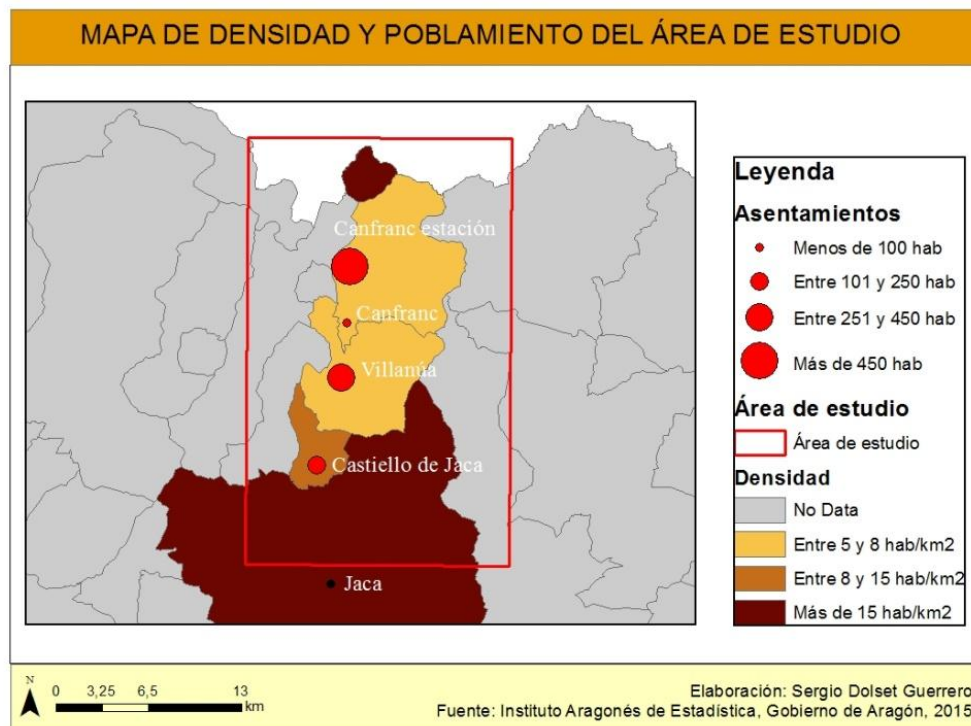 MAPA DE DENSIDAD Y POBLAMIENTO DEL ÁREA DE ESTUDIO
Canfranc estación
Canfranc
Villanúa
Castiello de Jaca
Jaca
Leyenda
Asentamientos
Menos de 100 hab
Entre 101 y 250 hab
Entre 251 y 450 hab
Más de 450 hab
Área de estudio
Área de estudio
Densidad
No Data
Entre 5 y 8 hab/km2
Entre 8 y 15 hab/km2
Más de 15 hab/km2
N
0 3,25 6,5 13
km
Elaboración: Sergio Dolset Guerrero
Fuente: Instituto Aragonés de Estadística, Gobierno de Aragón, 2015